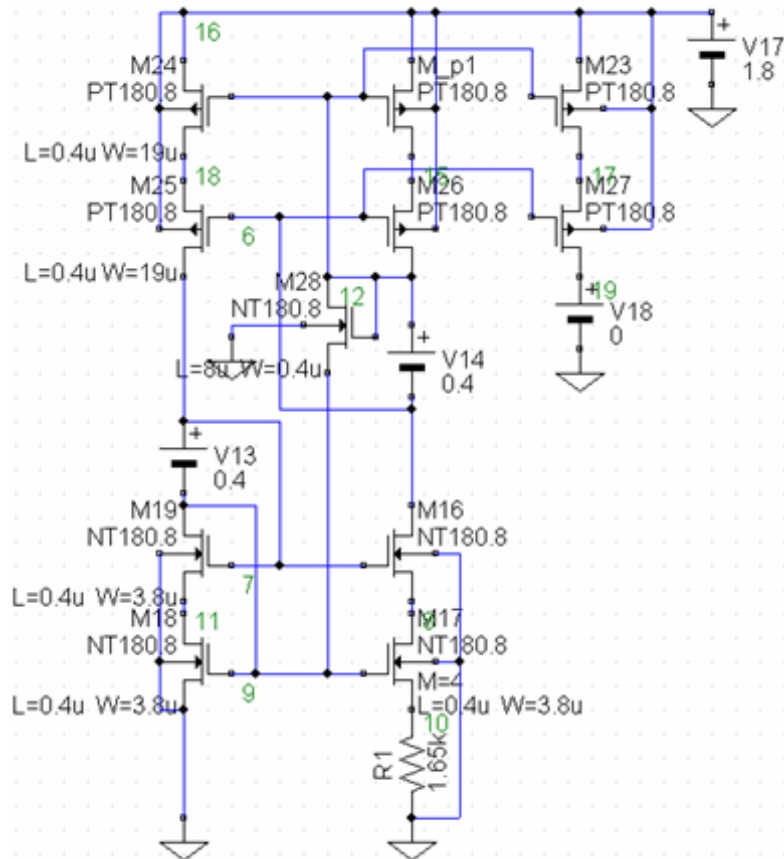 16
M24
PT180.8
M_p1
PT180.8
M23
PT180.8
V17
1.8
L=0.4u W=19u
18
M25
PT180.8
6
15
M26
PT180.8
17
M27
PT180.8
L=0.4u W=19u
M28
NT180.8
12
L=8u W=0.4u
V14
0.4
19
V18
0
V13
0.4
M19
NT180.8
7
M16
NT180.8
L=0.4u W=3.8u
11
M18
NT180.8
9
M17
NT180.8
M=4
L=0.4u W=3.8u
L=0.4u W=3.8u
10
R1
1.65k